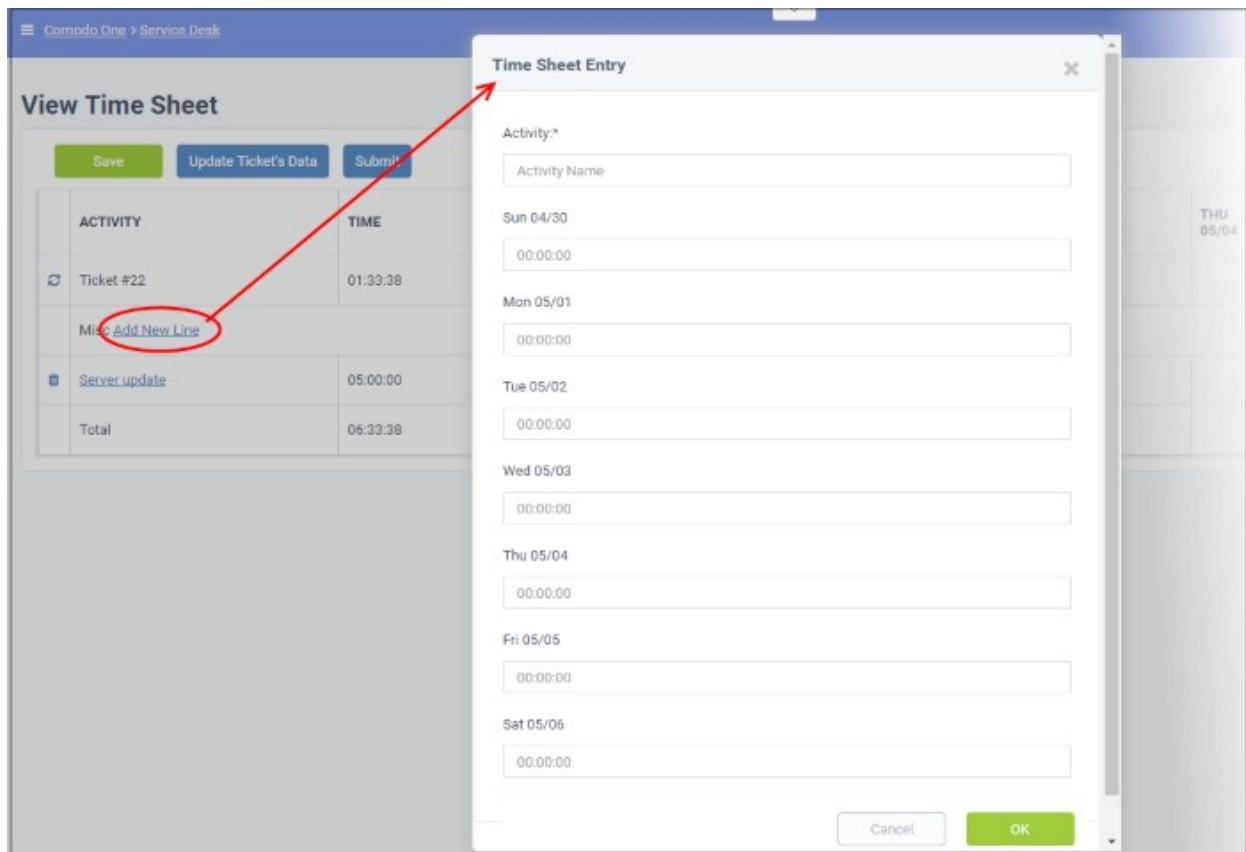 Comodo One > Service Desk
View Time Sheet
Save
Update Ticket's Data
Submit
ACTIVITY
TIME
THU
05/04
Ticket #22
01:33:38
Misc Add New Line
Server update
05:00:00
Total
06:33:38
Time Sheet Entry
Activity:*
Activity Name
Sun 04/30
00:00:00
Mon 05/01
00:00:00
Tue 05/02
00:00:00
Wed 05/03
00:00:00
Thu 05/04
00:00:00
Fri 05/05
00:00:00
Sat 05/06
00:00:00
Cancel
OK